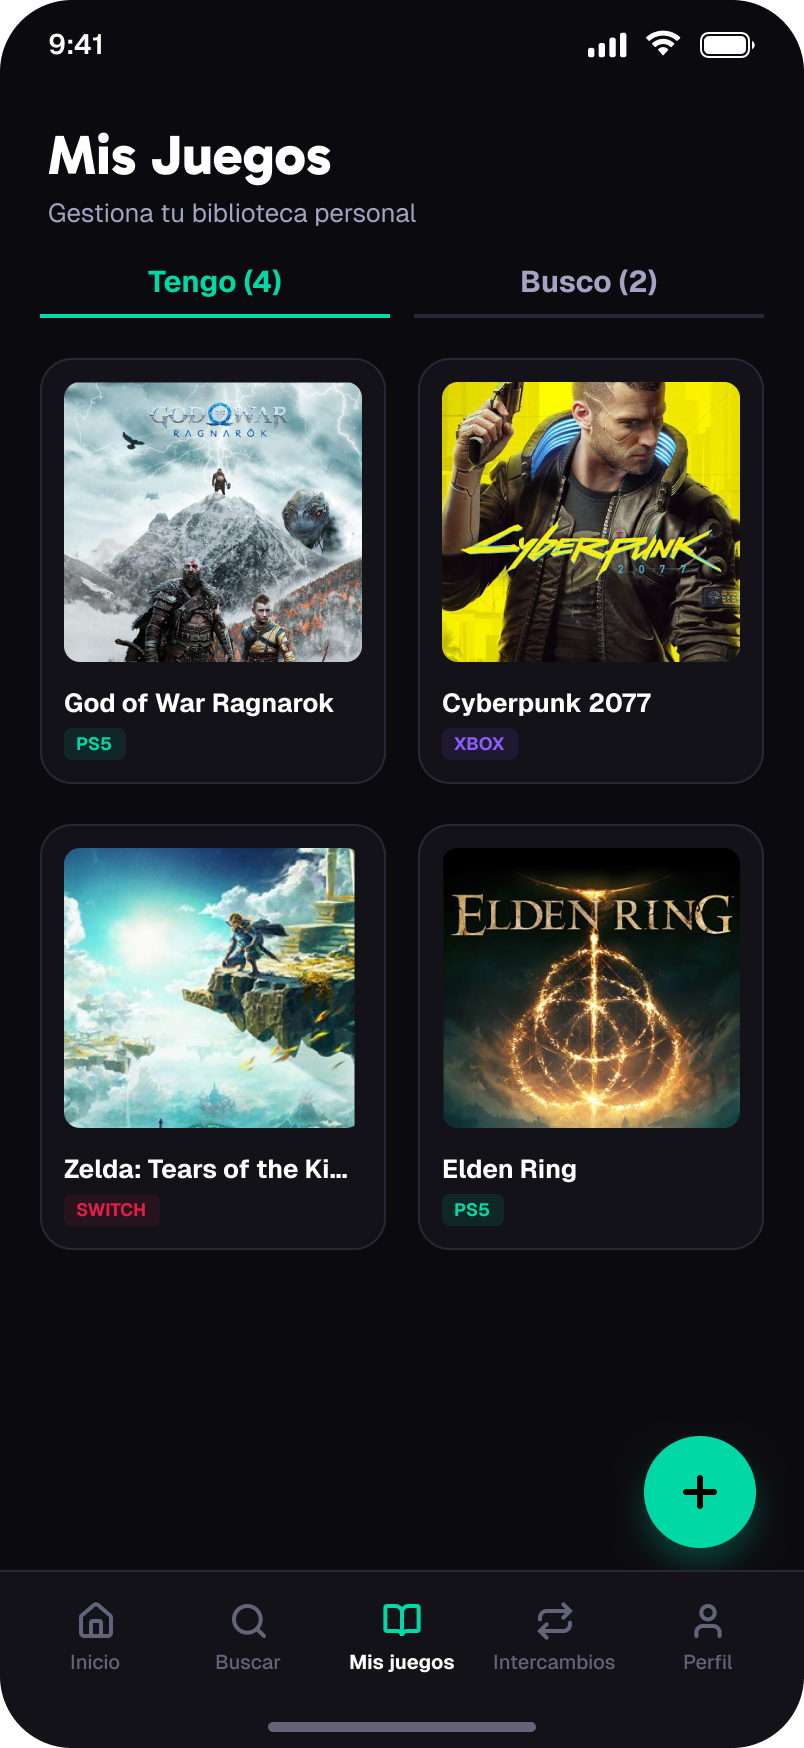 9:41
Mis Juegos
Gestiona tu biblioteca personal
Tengo (4)
Busco (2)
GOD OF WAR
RAGNARÖK
Cyberpunk
2077
God of War Ragnarok
Cyberpunk 2077
PS5
XBOX
ELDEN RING
Zelda: Tears of the Ki...
Elden Ring
SWITCH
PS5
Inicio
Buscar
Mis juegos
Intercambios
Perfil